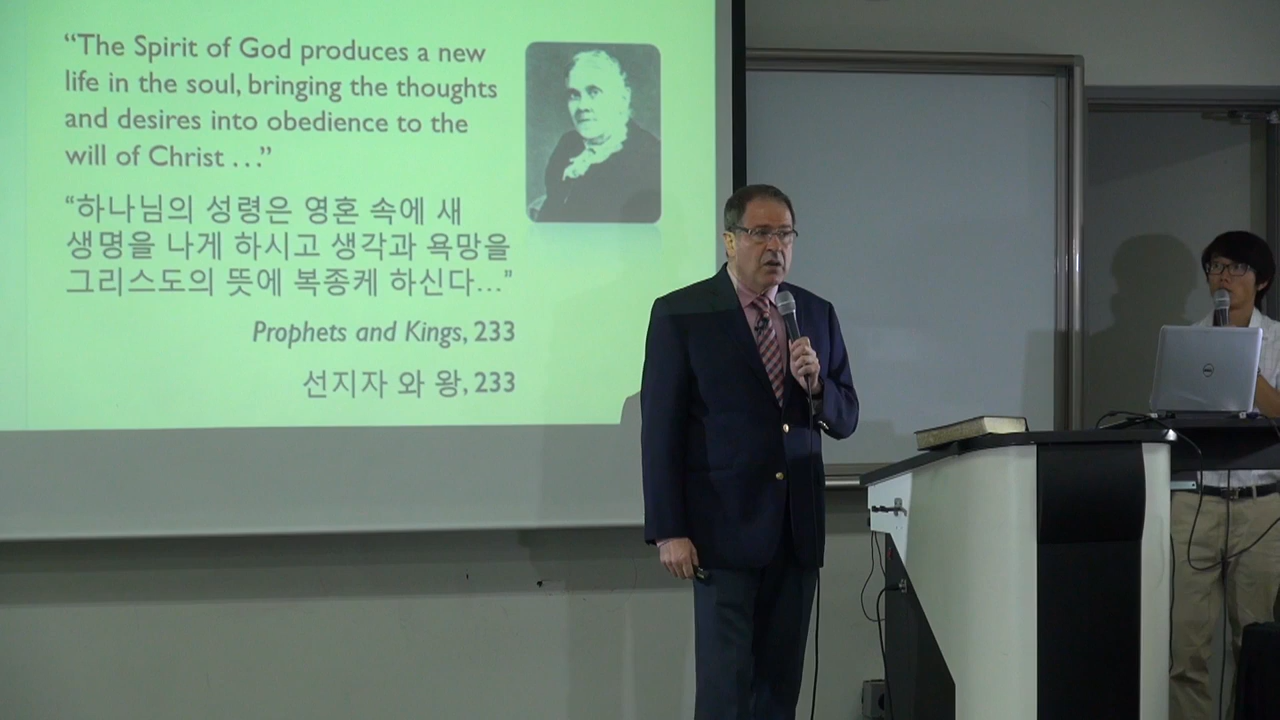 “The Spirit of God produces a new
life in the soul, bringing the thoughts
and desires into obedience to the
will of Christ . . .”
“하나님의 성령은 영혼 속에 새
생명을 나게 하시고 생각과 욕망을
그리스도의 뜻에 복종케 하신다...”
Prophets and Kings, 233
선지자 와 왕, 233
DELL